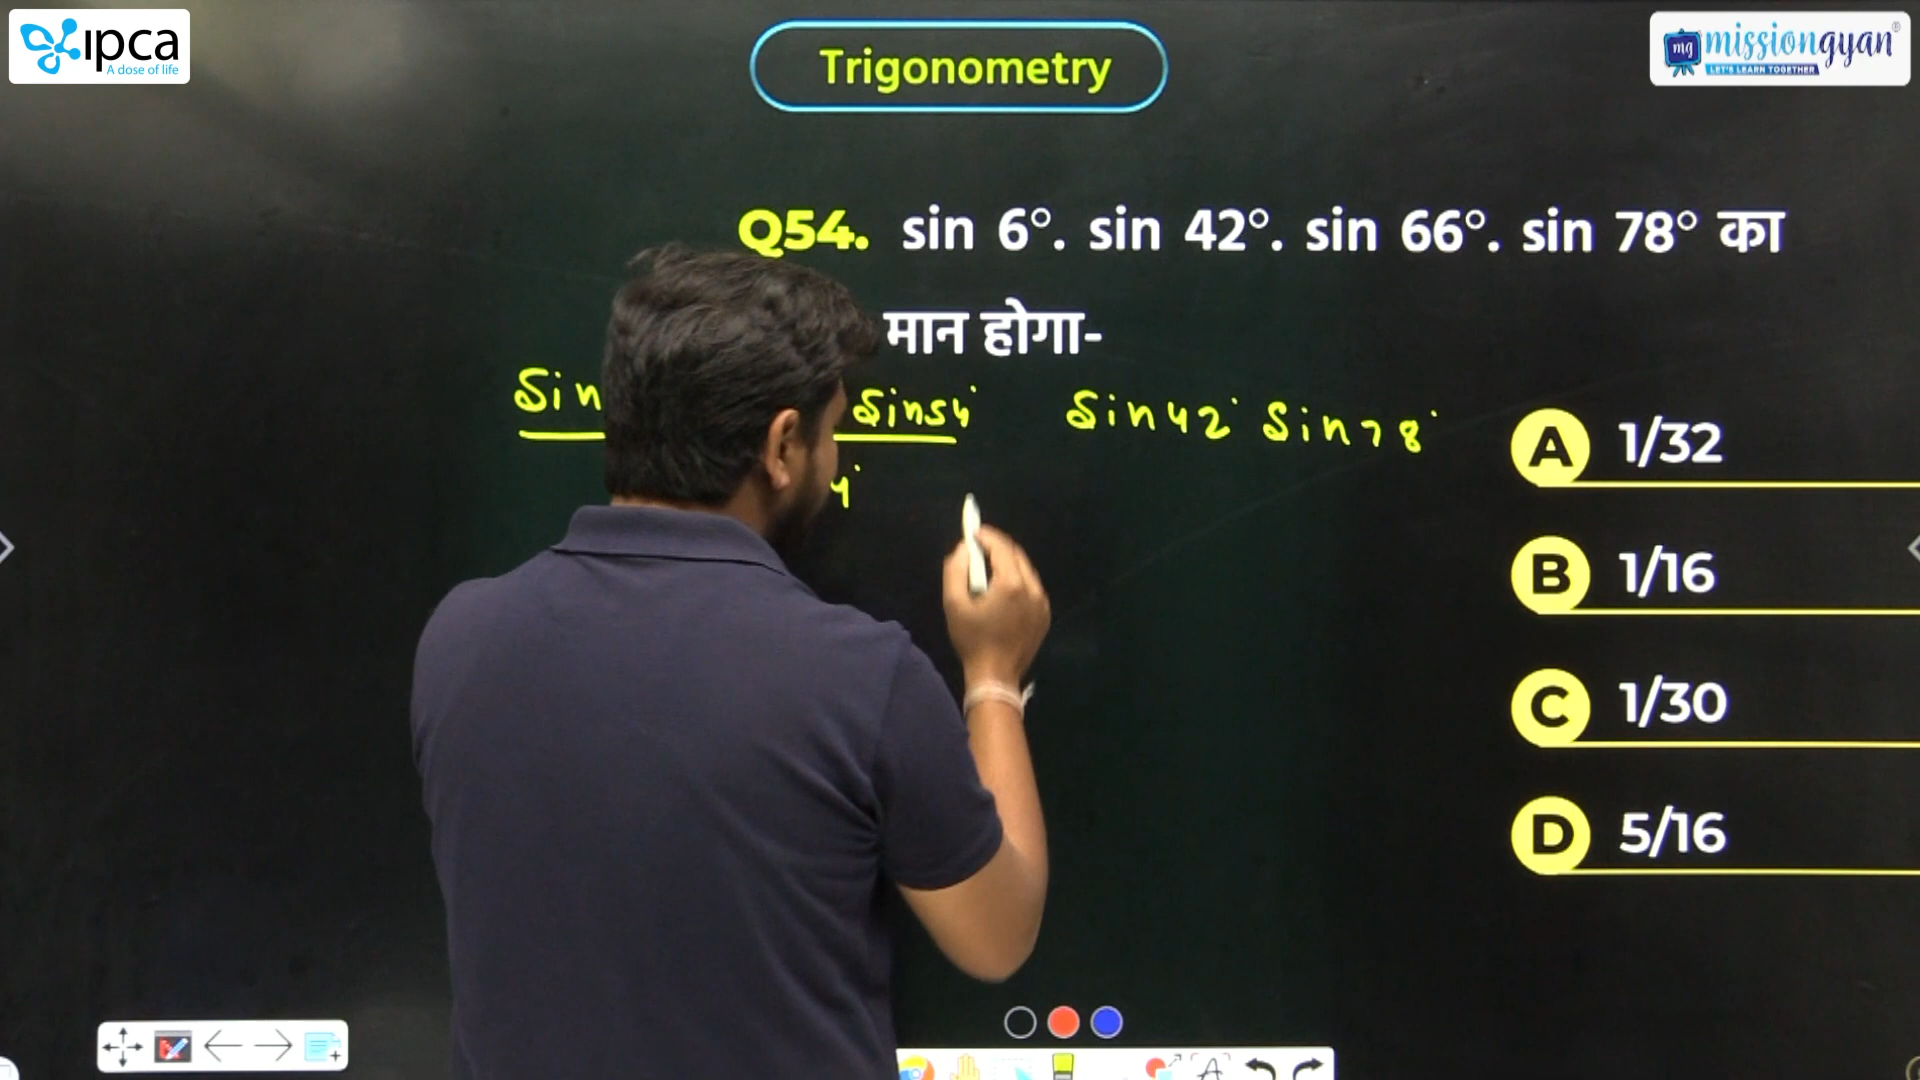 ipca
A dose of life
Trigonometry
mg missiongyan®
LET'S LEARN TOGETHER
Q54. sin 6°. sin 42°. sin 66°. sin 78° का
मान होगा-
Sin Sin54° Sin42° Sin78°
A 1/32
B 1/16
C 1/30
D 5/16